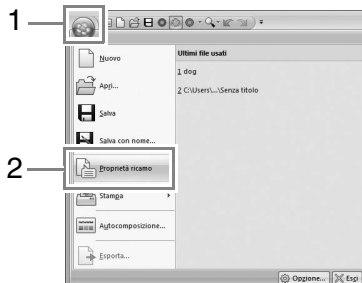 1
Nuovo
Ultimi file usati
1 dog
Apri...
2 C:\Users\...\Senza titolo
Salva
Salva con nome...
2
Proprietà ricamo
Stampa
Autocomposizione...
Esporta...
Opzione... Esci